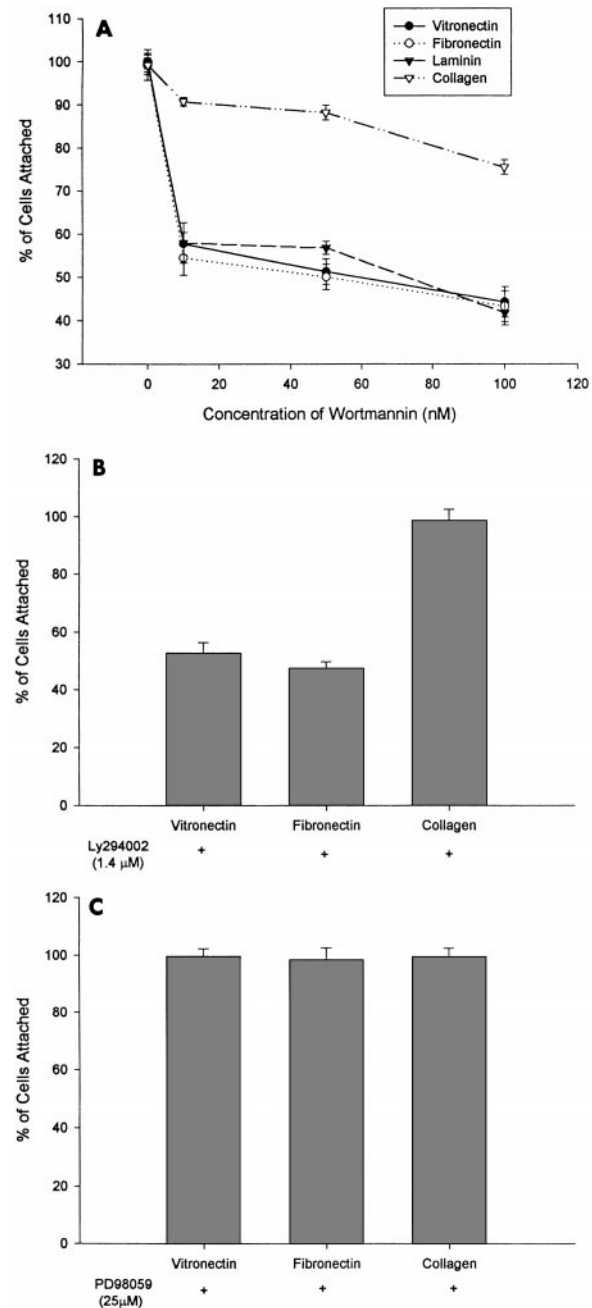 A
Vitronectin
Fibronectin
Laminin
Collagen
% of Cells Attached
110
100
90
80
70
60
50
40
30
0 20 40 60 80 100 120
Concentration of Wortmannin (nM)
B
% of Cells Attached
120
100
80
60
40
20
0
Vitronectin Fibronectin Collagen
Ly294002 + + +
(1.4 μM)
C
% of Cells Attached
120
100
80
60
40
20
0
Vitronectin Fibronectin Collagen
PD98059 + + +
(25μM)